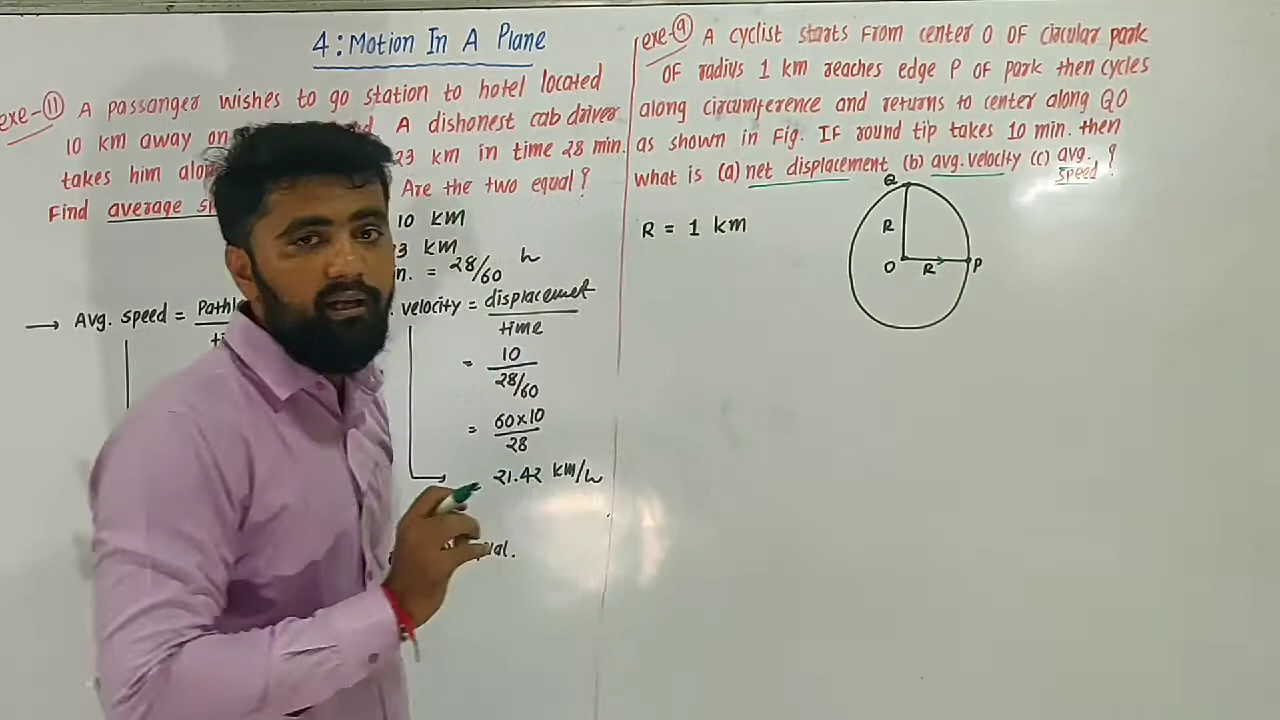 4: Motion In A Plane
exe-⑪ A passanger wishes to go station to hotel located
10 km away on A dishonest cab driver
takes him alon 23 km in time 28 min.
Find average s Are the two equal?
10 KM
3 KM
n. = 28/60 h
→ Avg. speed = Pathl
. velocity = displacemet
time
= 10
28/60
= 60×10
28
21.42 KM/h
ual.
exe-⑨ A cyclist starts from center O OF circular park
OF radius 1 km reaches edge P OF park then cycles
along circumference and returns to center along QO
as shown in Fig. IF round tip takes 10 min. then
what is (a) net displacement (b) avg. velocity (c) avg. speed ?
R = 1 km
Q
R
O R P